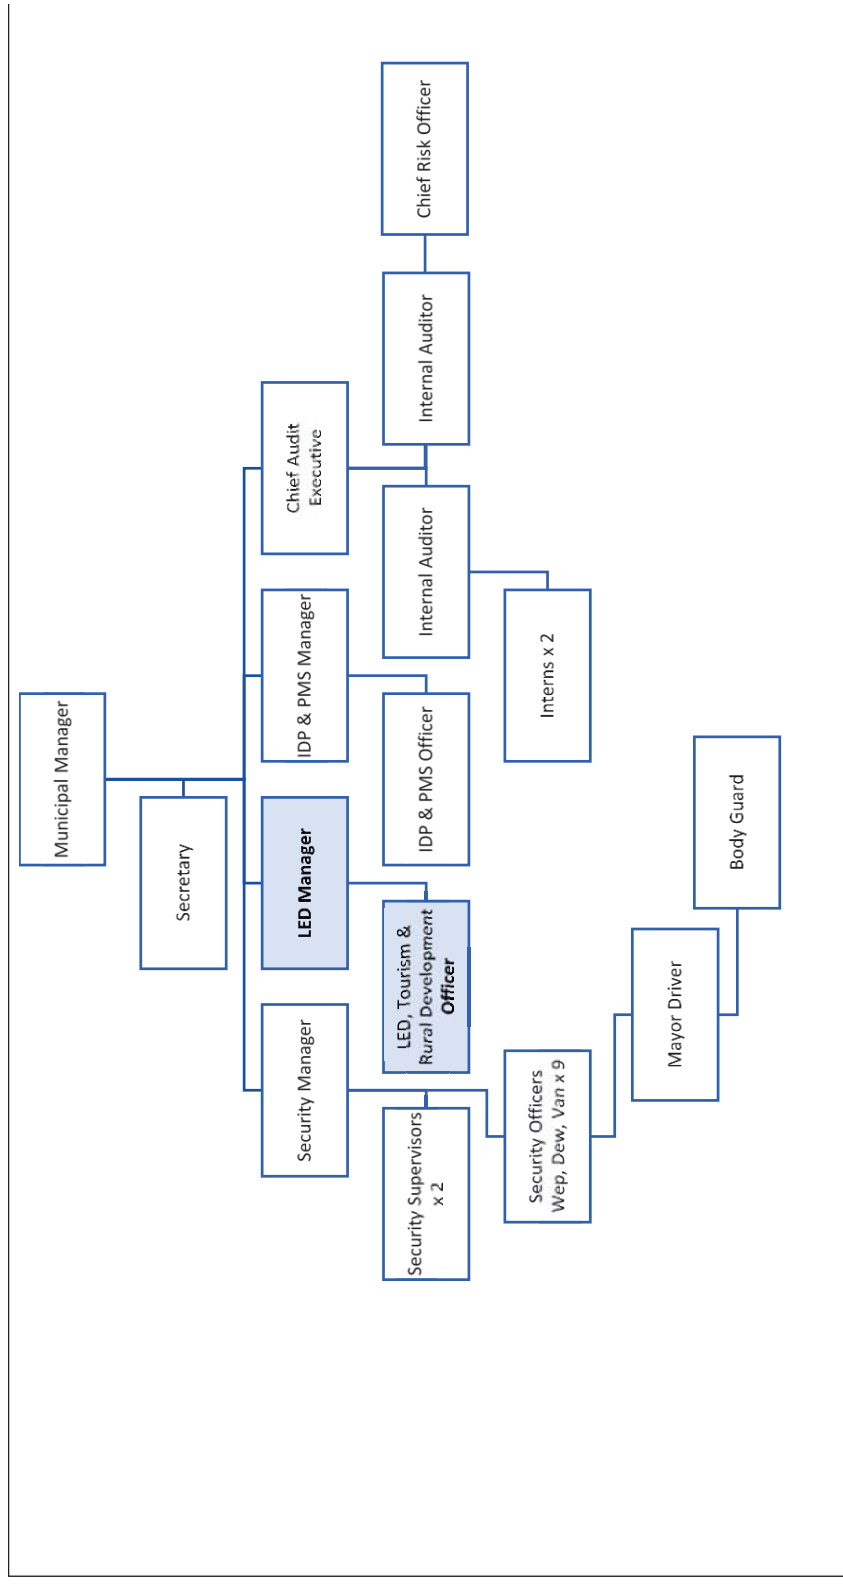 Municipal Manager
Secretary
Security Manager
LED Manager
IDP & PMS Manager
Chief Audit
Executive
Security Supervisors
x 2
LED, Tourism &
Rural Development
Officer
IDP & PMS Officer
Internal Auditor
Internal Auditor
Chief Risk Officer
Security Officers
Wep, Dew, Van x 9
Interns x 2
Mayor Driver
Body Guard